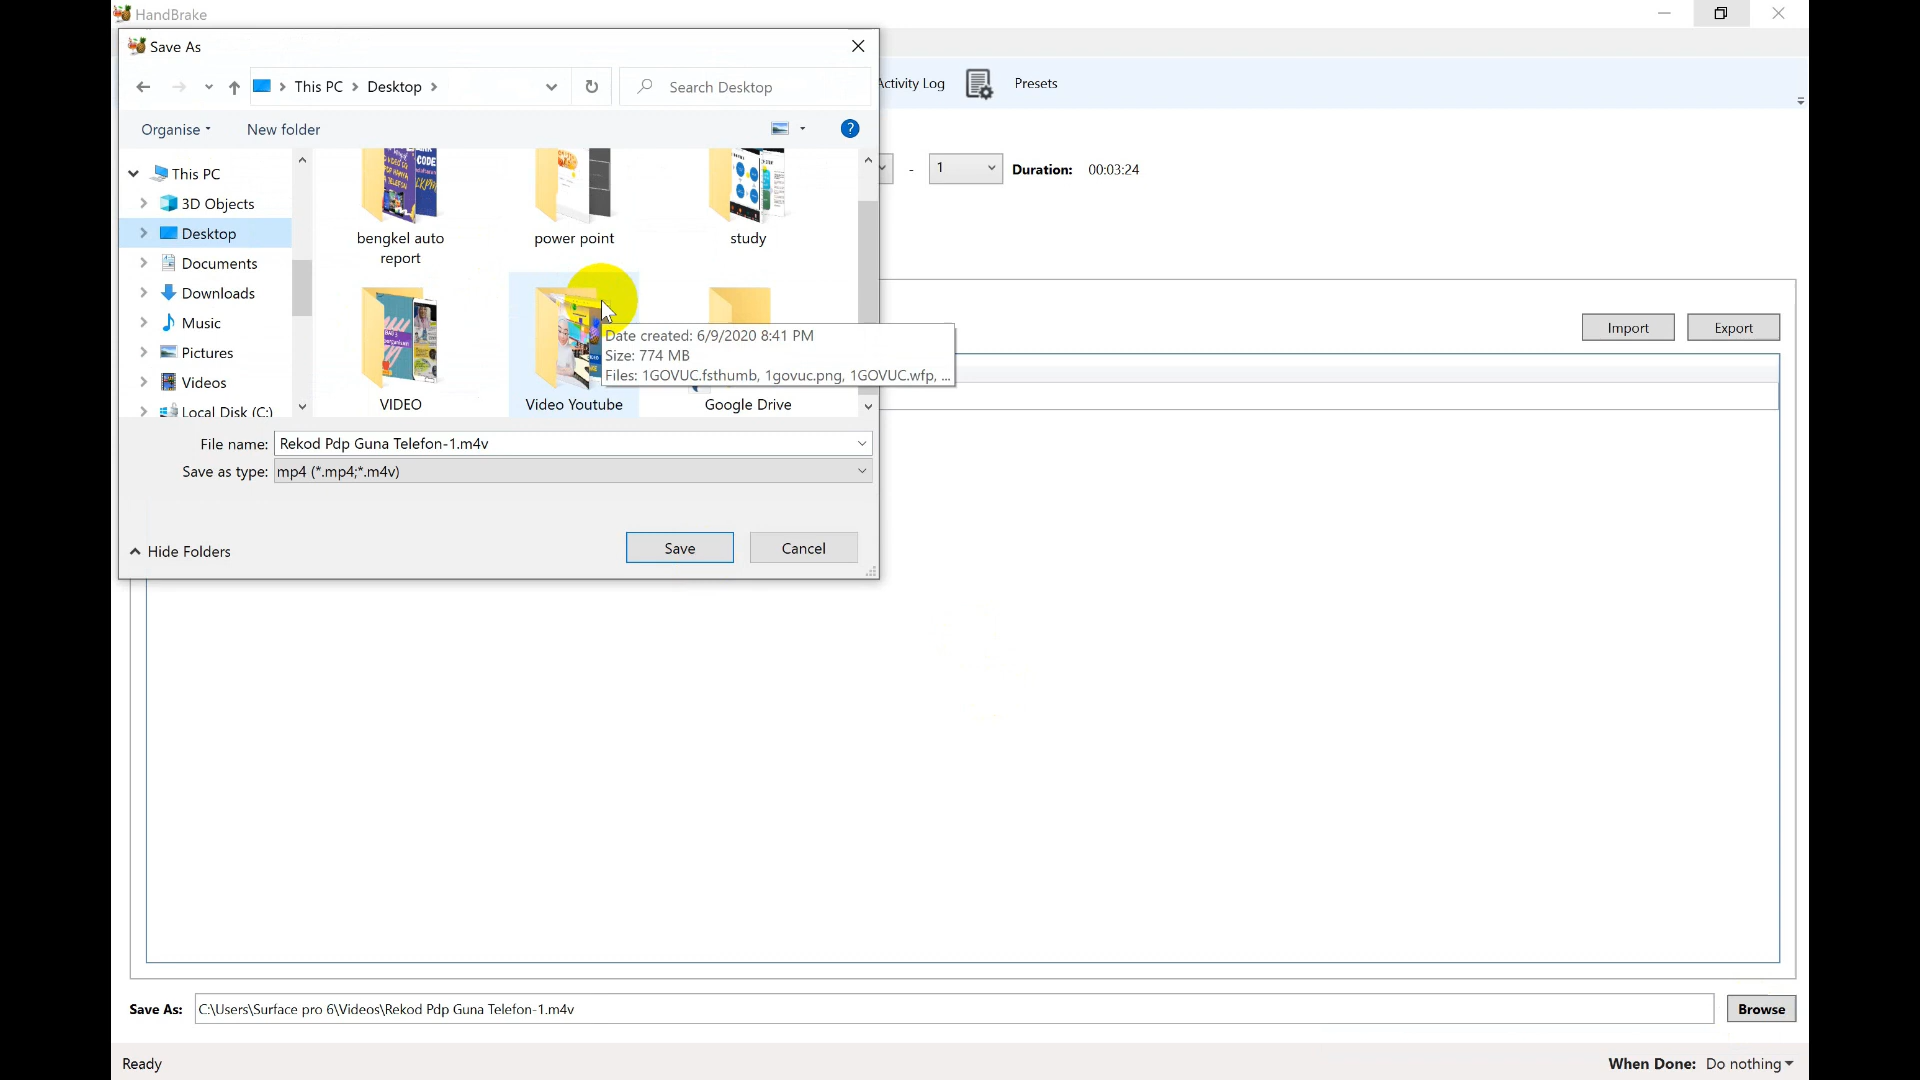 HandBrake
Save As
This PC > Desktop >
Search Desktop
Activity Log
Presets
Organise
New folder
?
This PC
3D Objects
Desktop
Documents
Downloads
Music
Pictures
Videos
Local Disk (C:)
bengkel auto
report
power point
study
VIDEO
Video Youtube
Google Drive
Date created: 6/9/2020 8:41 PM
Size: 774 MB
Files: 1GOVUC.fsthumb, 1govuc.png, 1GOVUC.wfp, ...
- 1 Duration: 00:03:24
Import
Export
File name: Rekod Pdp Guna Telefon-1.m4v
Save as type: mp4 (*.mp4;*.m4v)
Hide Folders
Save
Cancel
Save As: C:\Users\Surface pro 6\Videos\Rekod Pdp Guna Telefon-1.m4v
Browse
Ready
When Done: Do nothing